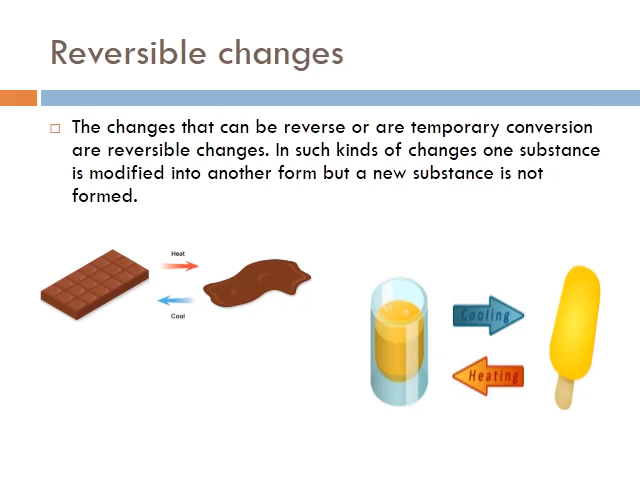 Reversible changes
The changes that can be reverse or are temporary conversion
are reversible changes. In such kinds of changes one substance
is modified into another form but a new substance is not
formed.
Heat
Cool
Cooling
Heating